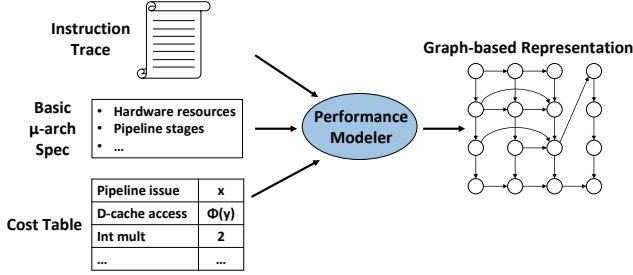 Instruction
Trace
Graph-based Representation
Basic
μ-arch
Spec
• Hardware resources
• Pipeline stages
• ...
Performance
Modeler
Cost Table
Pipeline issue x
D-cache access Φ(y)
Int mult 2
... ...